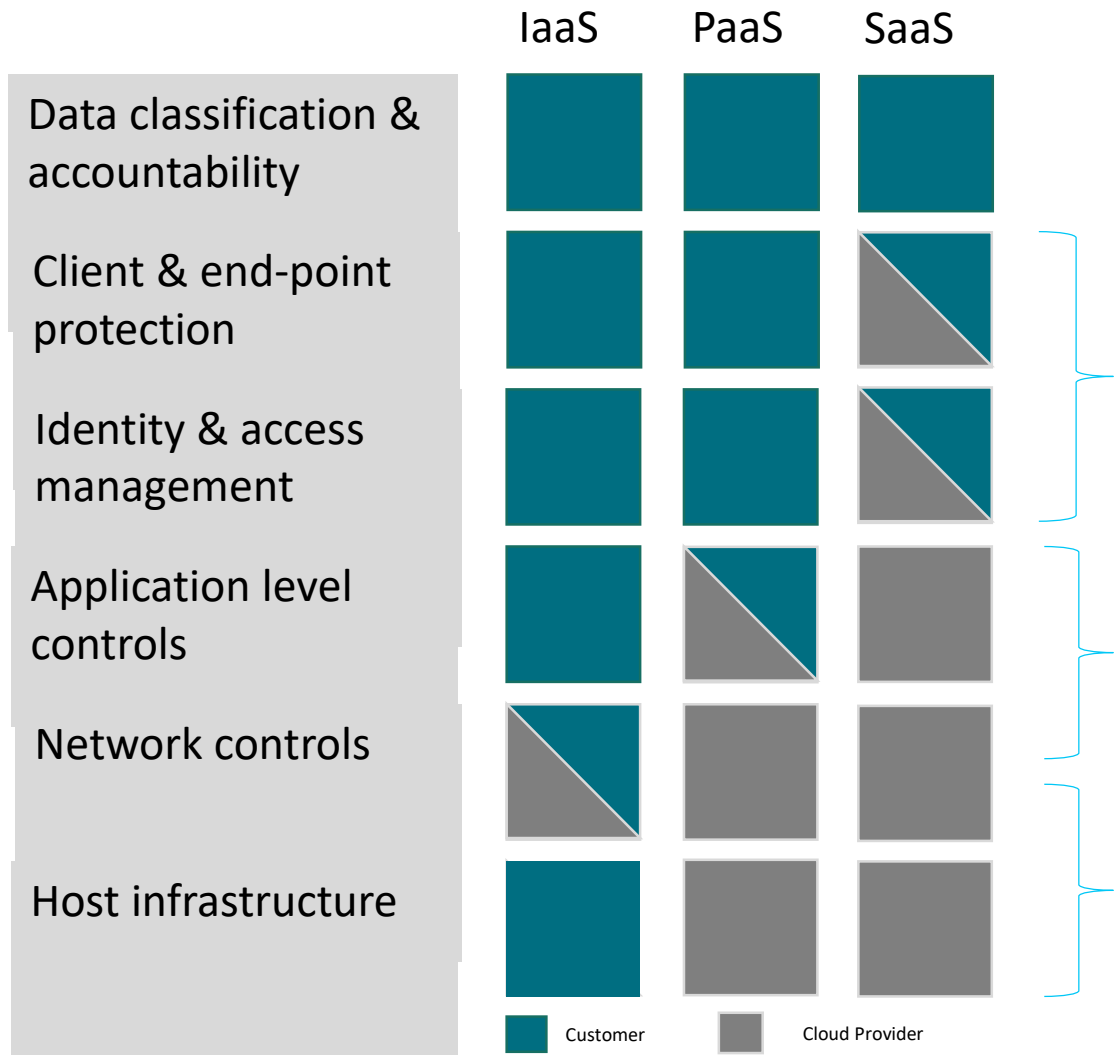 IaaS PaaS SaaS
Data classification &
accountability
Client & end-point
protection
Identity & access
management
Application level
controls
Network controls
Host infrastructure
Customer Cloud Provider